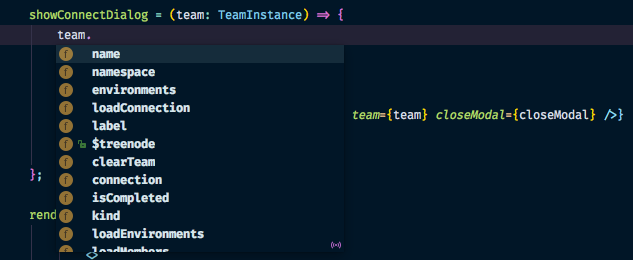 showConnectDialog = (team: TeamInstance) => {
team.
name
namespace
environments
loadConnection
team={team} closeModal={closeModal} />}
label
$treenode
clearTeam
connection
};
isCompleted
kind
rend
loadEnvironments
loadMembers